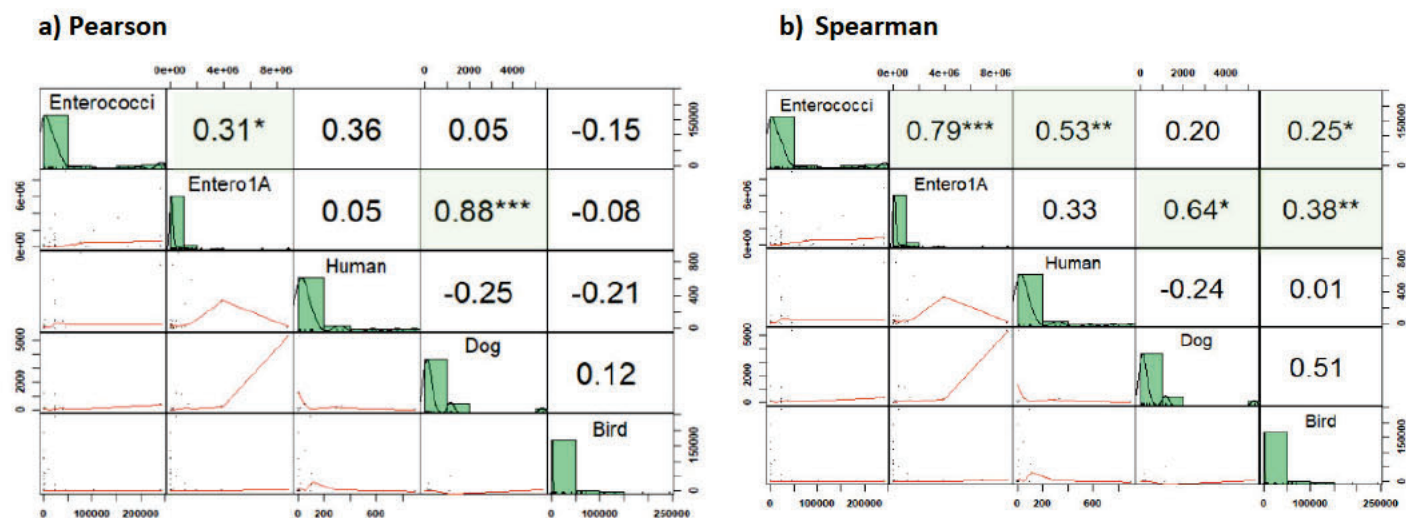 a) Pearson
b) Spearman
0e+00 4e+06 8e+06
0 2000 4000
0e+00 4e+06 8e+06
0 2000 4000
Enterococci
0.31*
0.36
0.05
-0.15
0 150000
Enterococci
0.79***
0.53**
0.20
0.25*
0 150000
0e+00 6e+06
Entero1A
0.05
0.88***
-0.08
0e+00 6e+06
Entero1A
0.33
0.64*
0.38**
Human
-0.25
-0.21
0 400 800
Human
-0.24
0.01
0 400 800
0 2000 5000
Dog
0.12
0 2000 5000
Dog
0.51
Bird
0 150000
Bird
0 150000
0 100000 200000
0 200 600
0 100000 250000
0 100000 200000
0 200 600
0 100000 250000